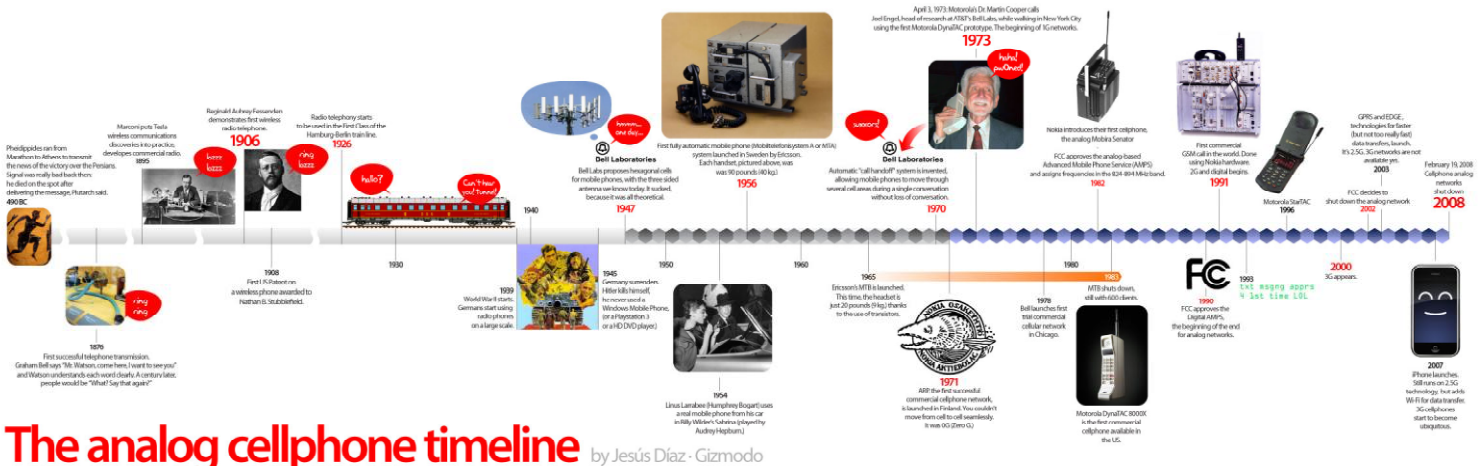 Pheidippides ran from
Marathon to Athens to transmit
the news of the victory over the Persians.
Signal was really bad back then:
he died on the spot after
delivering the message, Plutarch said.
490 BC
ring
ring
1876
First successful telephone transmission.
Graham Bell says "Mr. Watson, come here, I want to see you"
and Watson understands each word clearly. A century later,
people would be "What? Say that again?"
Marconi puts Tesla
wireless communications
discoveries into practice,
developes commercial radio.
1895
Reginald Aubrey Fessenden
demonstrates first wireless
radio telephone.
1906
ring
1908
First US Patent on
a wireless phone awarded to
Nathan B. Stubblefield.
Radio telephone starts
to be used in the First Class of the
Hamburg-Berlin train line.
1926
hallo?
Can't hear
you! Tunnel!
1930
1940
1939
World War II starts.
Germans start using
radio phones
on a large scale.
1945
Germany surrenders.
Hitler kills himself,
he never used a
Windows Mobile Phone,
(or a Playstation 3
or a HD DVD player.)
hmmm...
one day...
Dell Laboratories
Bell Labs proposes hexagonal cells
for mobile phones, with the three sided
antenna we know today. It sucked,
because it was all theoretical.
1947
1950
First fully automatic mobile phone (Mobiltelefonisystem A or MTA)
system launched in Sweden by Ericson.
Each handset, pictured above, was
was 90 pounds (40 kg.)
1956
1954
Linus Larrabee (Humphrey Bogart) uses
a real mobile phone from his car
in Billy Wilder's Sabrina (played by
Audrey Hepburn.)
1960
1965
Ericsson's MTB is launched.
This time, the headset is
just 20 pounds (9 kg.) thanks
to the use of transistors.
suxxors!
Dell Laboratories
Automatic "call handoff" system is invented,
allowing mobile phones to move through
several cell areas during a single conversation
without loss of conversation.
1970
NOKIA OSAKEYHTIÖ
NOKIA AKTIEBOLAG
1971
ARP, the first successful
commercial cellphone network,
is launched in Finland. You couldn't
move from cell to cell seamlessly.
It was 0G (Zero G.)
April 3, 1973: Motorola's Dr. Martin Cooper calls
Joel Engel, head of research at AT&T's Bell Labs, while walking in New York City
using the first Motorola DynaTAC prototype. The beginning of 1G networks.
1973
haha!
pwOned!
1978
Bell launches first
trial commercial
cellular network
in Chicago.
1980
Nokia introduces their first cellphone,
the analog Mobira Senator
FCC approves the analog-based
Advanced Mobile Phone Service (AMPS)
and assigns frequencies in the 824-894 MHz band.
1982
1983
MTB shuts down,
still with 600 clients.
Motorola DynaTAC 8000X
is the first commercial
cellphone available in
the US.
FCC
1990
FCC approves the
Digital AMPS,
the beginning of the end
for analog networks.
First commercial
GSM call in the world. Done
using Nokia hardware,
2G and digital begins.
1991
1993
txt msgng apprs
4 1st time LOL
Motorola StarTAC
1996
2000
3G appears.
FCC decides to
shut down the analog network
2002
GPRS and EDGE,
technologies for faster
(but not too really fast)
data transfers, launch.
It's 2.5G. 3G networks are not
available yet.
2003
2007
iPhone launches.
Still runs on 2.5G
technology, but adds
Wi-Fi for data transfer.
3G cellphones
start to become
ubiquitous.
February 19, 2008
Cellphone analog
networks
shut down
2008
The analog cellphone timeline by Jesús Díaz - Gizmodo